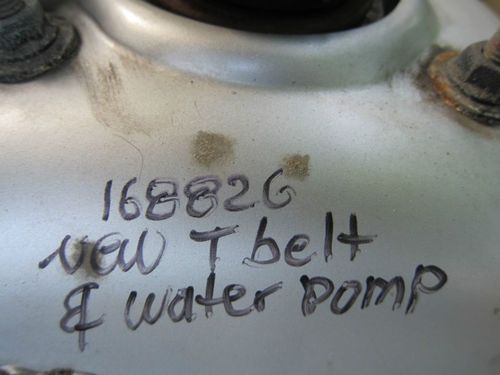 168826
new T belt
& water pomp